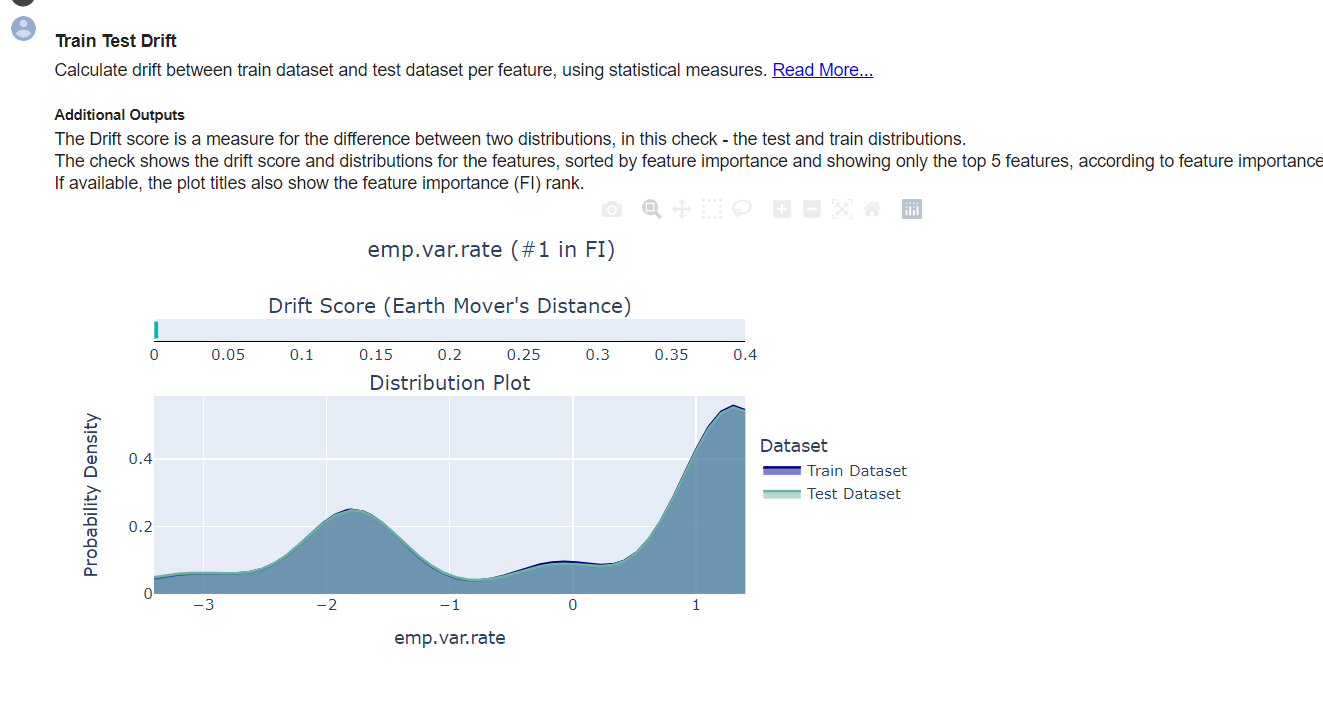 Train Test Drift
Calculate drift between train dataset and test dataset per feature, using statistical measures. Read More...
Additional Outputs
The Drift score is a measure for the difference between two distributions, in this check - the test and train distributions.
The check shows the drift score and distributions for the features, sorted by feature importance and showing only the top 5 features, according to feature importance
If available, the plot titles also show the feature importance (FI) rank.
emp.var.rate (#1 in FI)
Drift Score (Earth Mover's Distance)
0 0.05 0.1 0.15 0.2 0.25 0.3 0.35 0.4
Distribution Plot
Probability Density
0.4
0.2
0
−3 −2 −1 0 1
emp.var.rate
Dataset
Train Dataset
Test Dataset